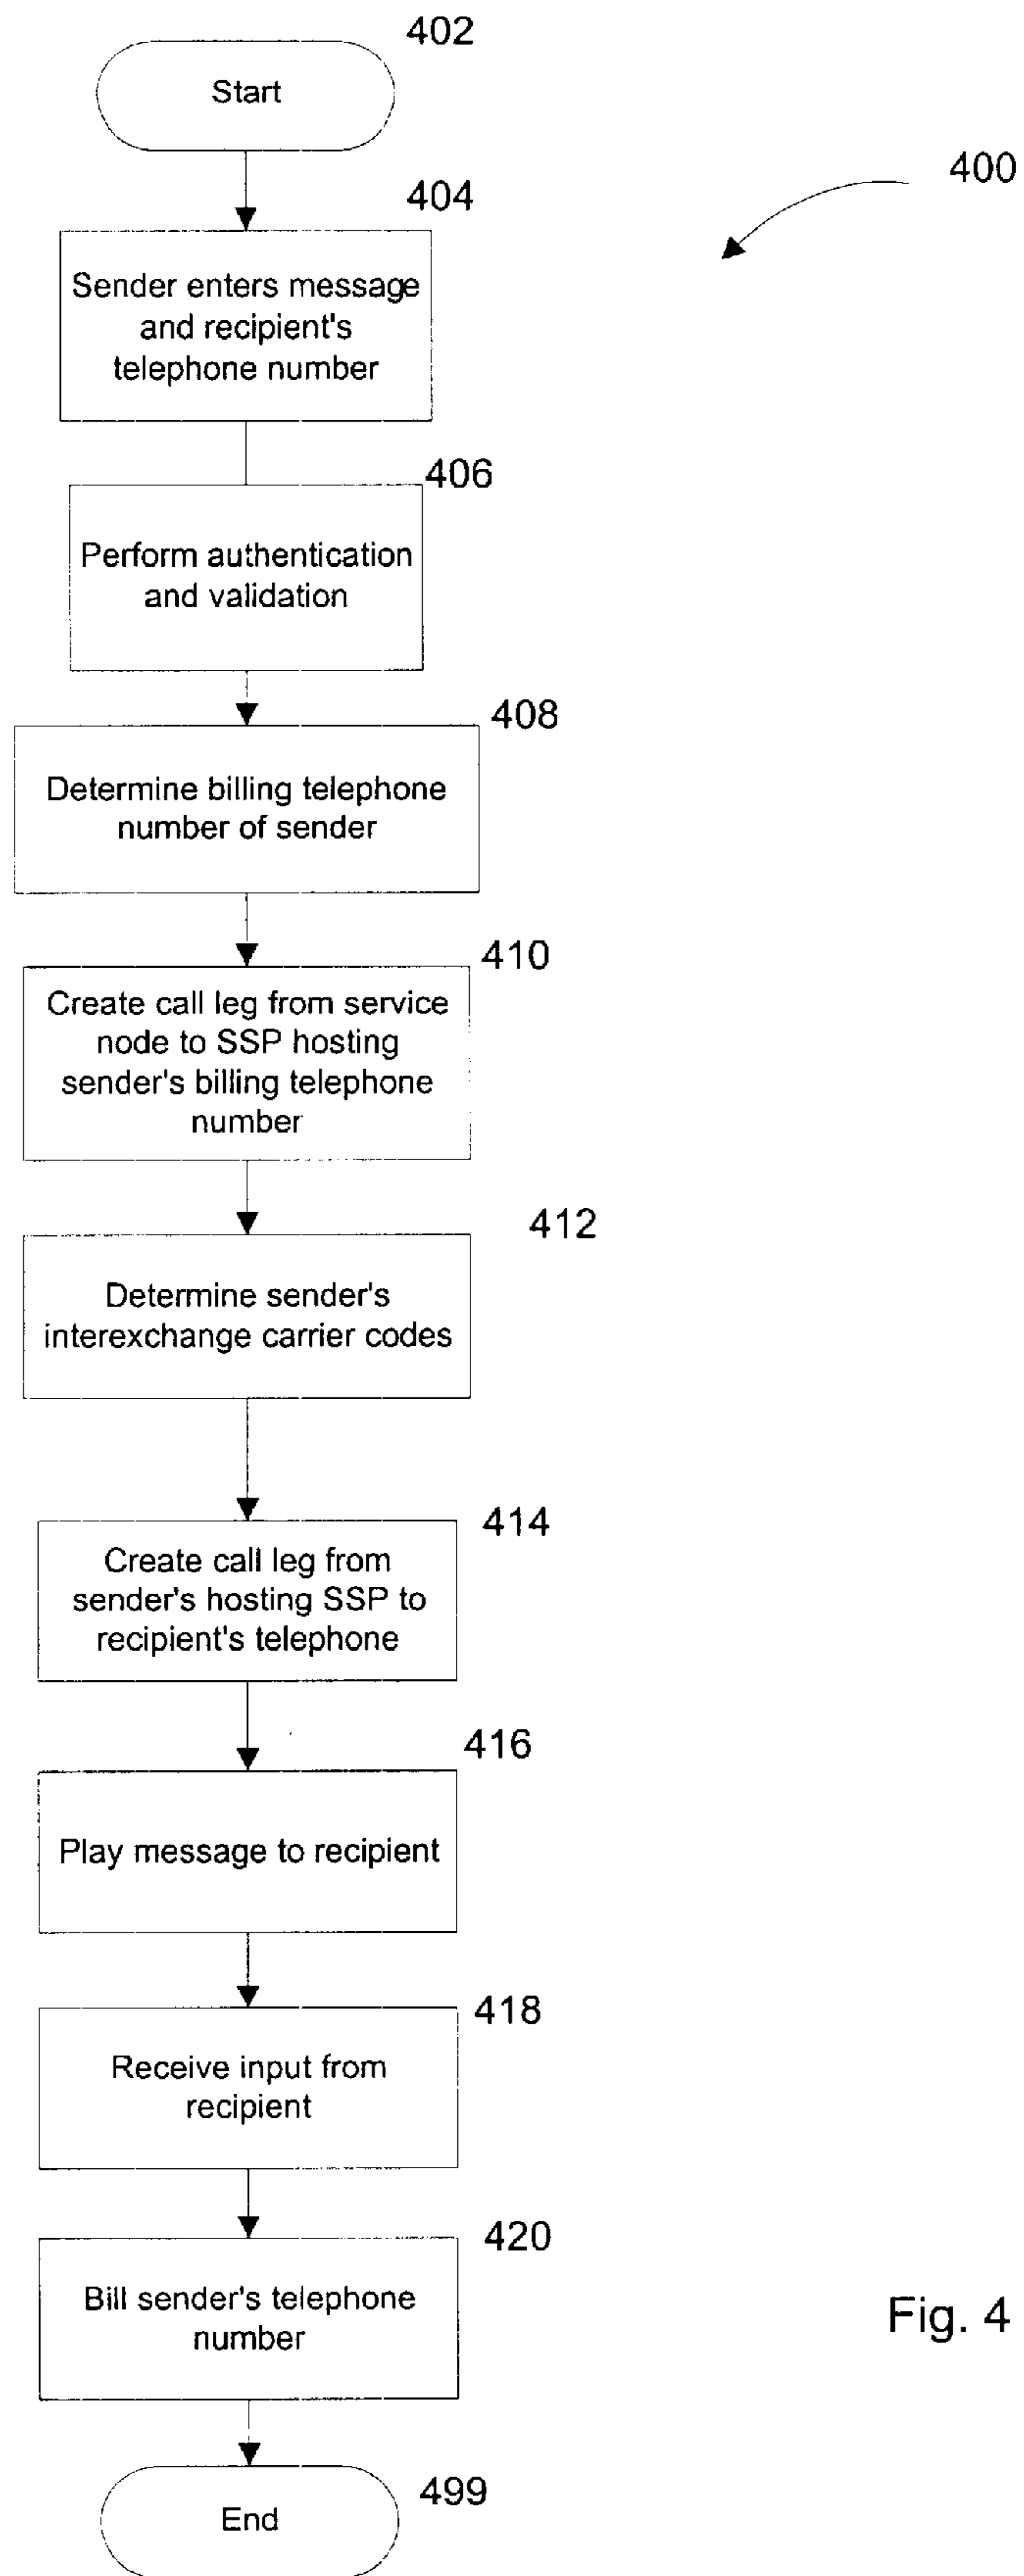 402
Start
400
404
Sender enters message
and recipient's
telephone number
406
Perform authentication
and validation
408
Determine billing telephone
number of sender
410
Create call leg from service
node to SSP hosting
sender's billing telephone
number
412
Determine sender's
interexchange carrier codes
414
Create call leg from
sender's hosting SSP to
recipient's telephone
416
Play message to recipient
418
Receive input from
recipient
420
Bill sender's telephone
number
Fig. 4
499
End